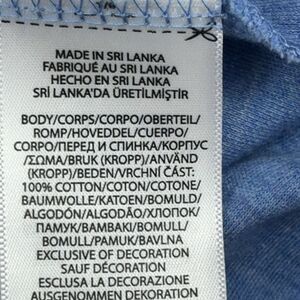 MADE IN SRI LANKA
FABRIQUÉ AU SRI LANKA
HECHO EN SRI LANKA
SRİ LANKA'DA ÜRETİLMİŞTİR
BODY/CORPS/CORPO/OBERTEIL/
ROMP/HOVEDDEL/CUERPO/
CORPO/ПЕРЕД И СПИНКА/KORPUS
/ΣΩΜΑ/BRUK (KROPP)/ANVÄND
(KROPP)/BEDEN/VRCHNÍ ČÁST:
100% COTTON/COTON/COTONE/
BAUMWOLLE/KATOEN/BOMULD/
ALGODÓN/ALGODÃO/ХЛОПОК/
ПАМУК/ΒΑΜΒΑΚΙ/BOMULL/
BOMULL/PAMUK/BAVLNA
EXCLUSIVE OF DECORATION
SAUF DÉCORATION
ESCLUSA LA DECORAZIONE
AUSGENOMMEN DEKORATION